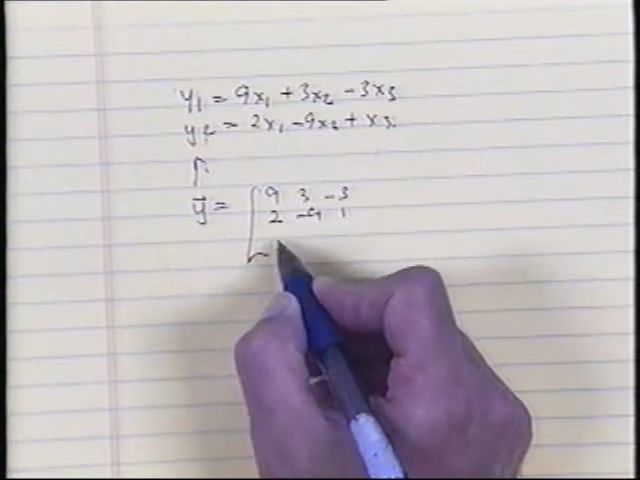 y₁ = 9x₁ + 3x₂ - 3x₃
y₂ = 2x₁ - 9x₂ + x₃
y⃗ = [ 9 3 -3
2 -9 1